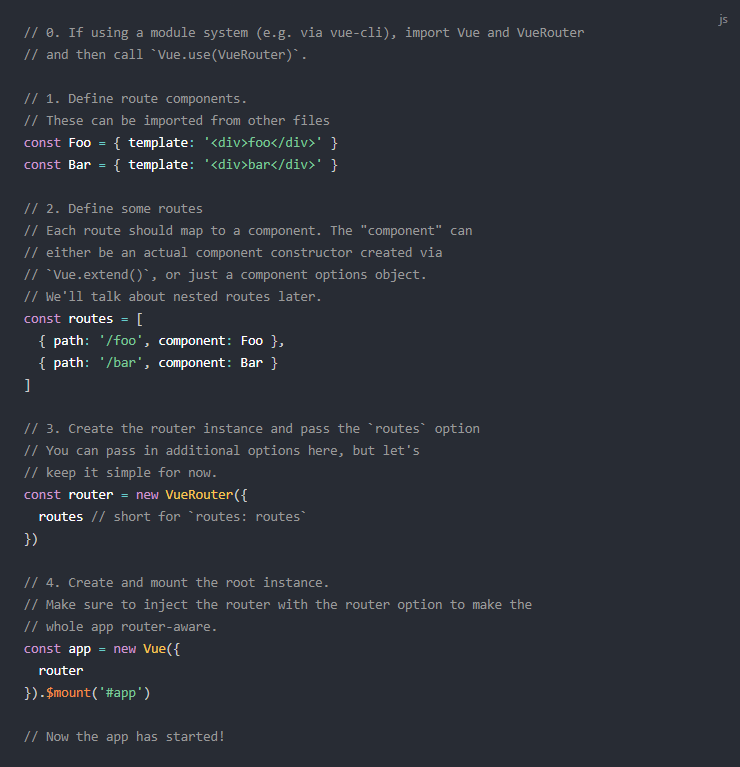 js
// 0. If using a module system (e.g. via vue-cli), import Vue and VueRouter
// and then call `Vue.use(VueRouter)`.
// 1. Define route components.
// These can be imported from other files
const Foo = { template: '<div>foo</div>' }
const Bar = { template: '<div>bar</div>' }
// 2. Define some routes
// Each route should map to a component. The "component" can
// either be an actual component constructor created via
// `Vue.extend()`, or just a component options object.
// We'll talk about nested routes later.
const routes = [
  { path: '/foo', component: Foo },
  { path: '/bar', component: Bar }
]
// 3. Create the router instance and pass the `routes` option
// You can pass in additional options here, but let's
// keep it simple for now.
const router = new VueRouter({
  routes // short for `routes: routes`
})
// 4. Create and mount the root instance.
// Make sure to inject the router with the router option to make the
// whole app router-aware.
const app = new Vue({
  router
}).$mount('#app')
// Now the app has started!